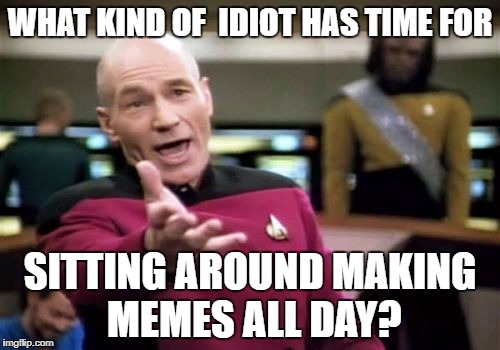 WHAT KIND OF IDIOT HAS TIME FOR
SITTING AROUND MAKING
MEMES ALL DAY?
imgflip.com